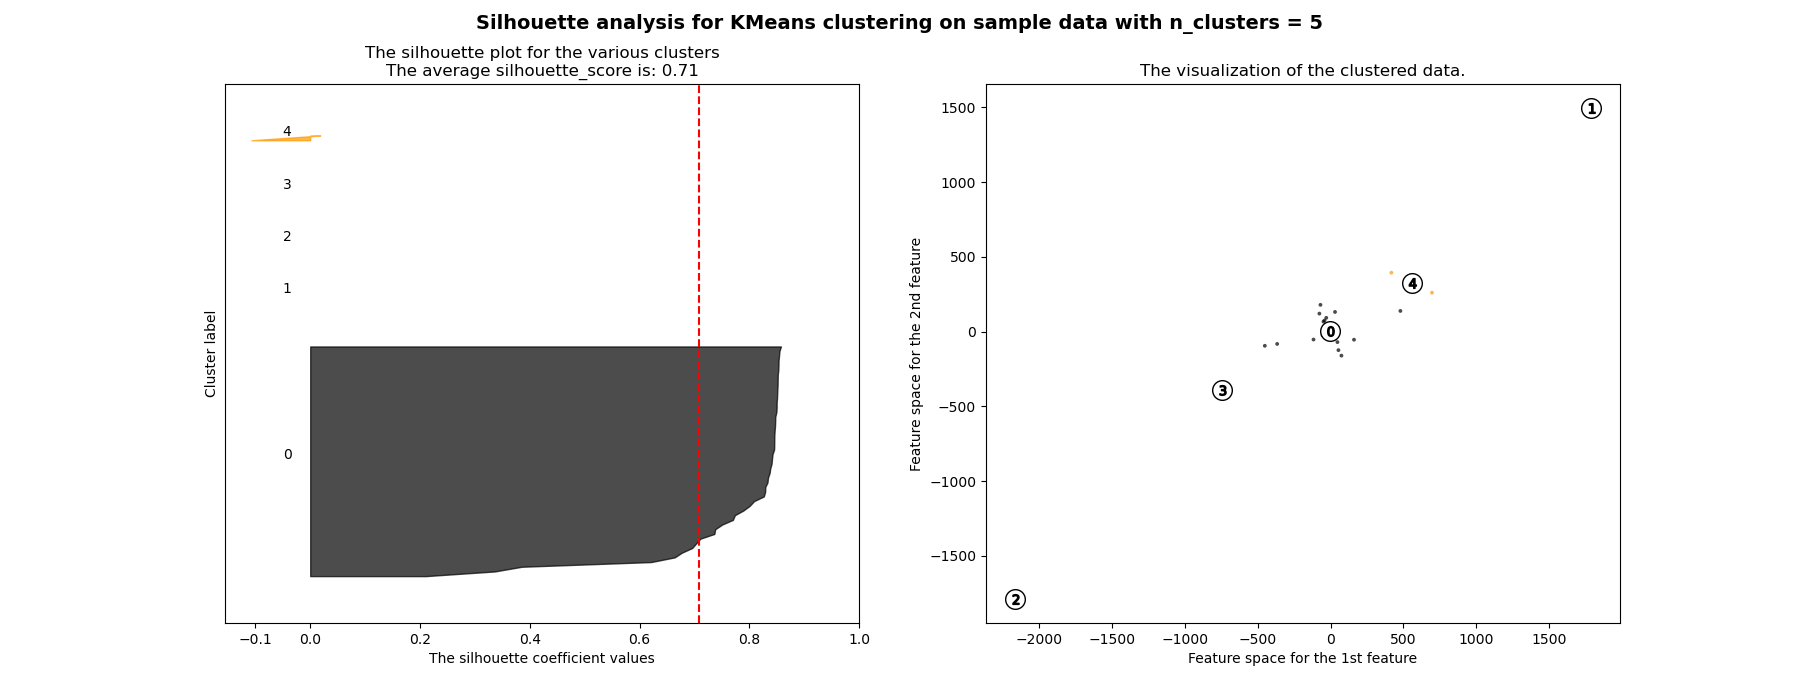 Silhouette analysis for KMeans clustering on sample data with n_clusters = 5
The silhouette plot for the various clusters
The average silhouette_score is: 0.71
4
3
2
1
0
Cluster label
−0.1 0.0 0.2 0.4 0.6 0.8 1.0
The silhouette coefficient values
The visualization of the clustered data.
1500
1000
500
0
−500
−1000
−1500
Feature space for the 2nd feature
1
4
0
3
2
−2000 −1500 −1000 −500 0 500 1000 1500
Feature space for the 1st feature